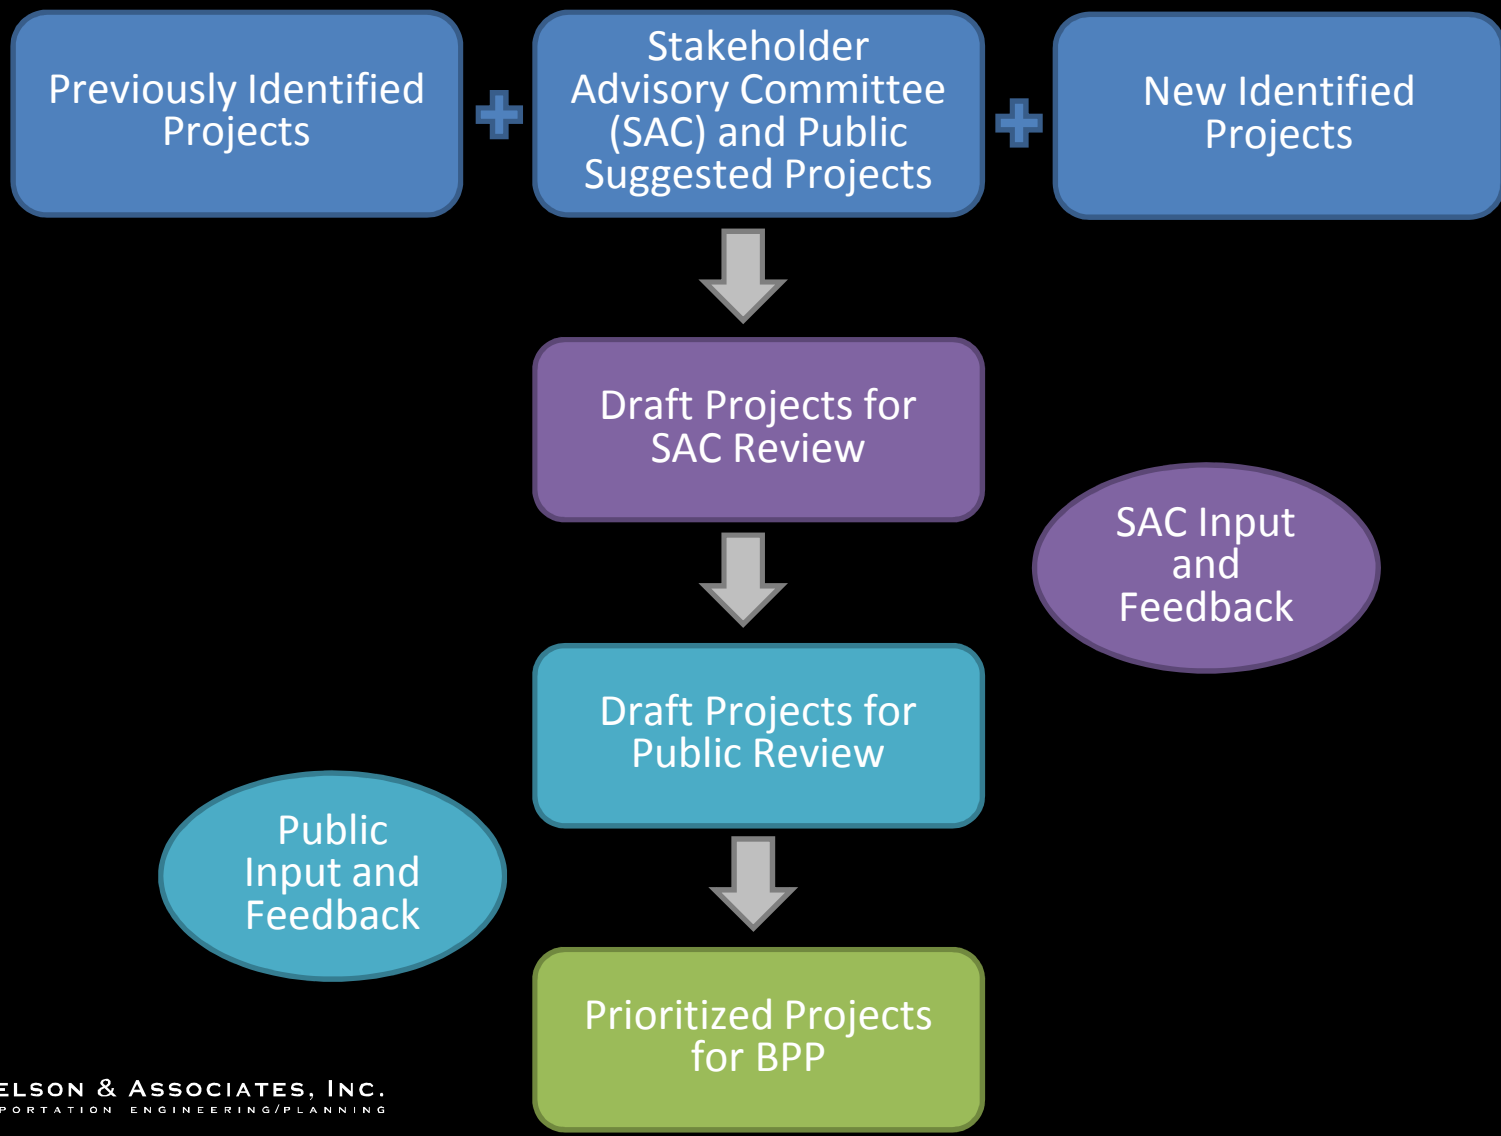 Previously Identified
Projects
Stakeholder
Advisory Committee
(SAC) and Public
Suggested Projects
New Identified
Projects
Draft Projects for
SAC Review
SAC Input
and
Feedback
Draft Projects for
Public Review
Public
Input and
Feedback
Prioritized Projects
for BPP
ELSON & ASSOCIATES, INC.
PORTATION ENGINEERING/PLANNING